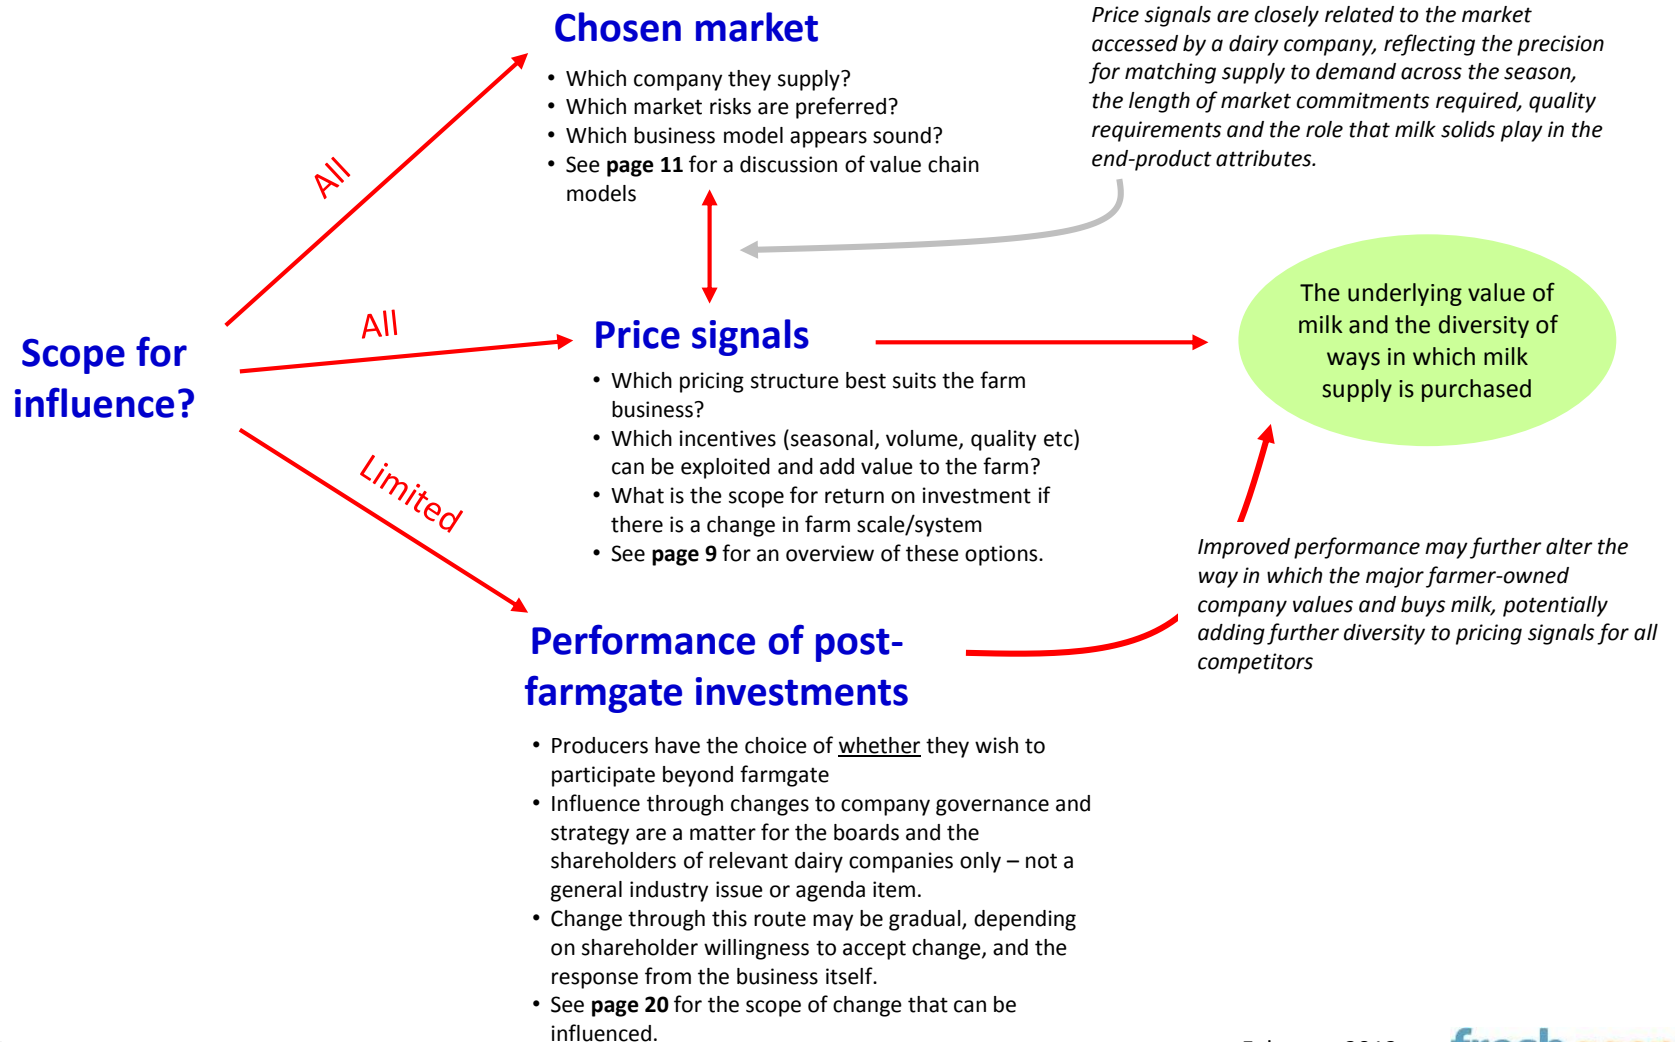 Chosen market
• Which company they supply?
• Which market risks are preferred?
• Which business model appears sound?
• See page 11 for a discussion of value chain
models
Price signals are closely related to the market
accessed by a dairy company, reflecting the precision
for matching supply to demand across the season,
the length of market commitments required, quality
requirements and the role that milk solids play in the
end-product attributes.
All
All
Limited
Scope for
influence?
Price signals
• Which pricing structure best suits the farm
business?
• Which incentives (seasonal, volume, quality etc)
can be exploited and add value to the farm?
• What is the scope for return on investment if
there is a change in farm scale/system
• See page 9 for an overview of these options.
The underlying value of
milk and the diversity of
ways in which milk
supply is purchased
Improved performance may further alter the
way in which the major farmer-owned
company values and buys milk, potentially
adding further diversity to pricing signals for all
competitors
Performance of post-
farmgate investments
• Producers have the choice of whether they wish to
participate beyond farmgate
• Influence through changes to company governance and
strategy are a matter for the boards and the
shareholders of relevant dairy companies only – not a
general industry issue or agenda item.
• Change through this route may be gradual, depending
on shareholder willingness to accept change, and the
response from the business itself.
• See page 20 for the scope of change that can be
influenced.